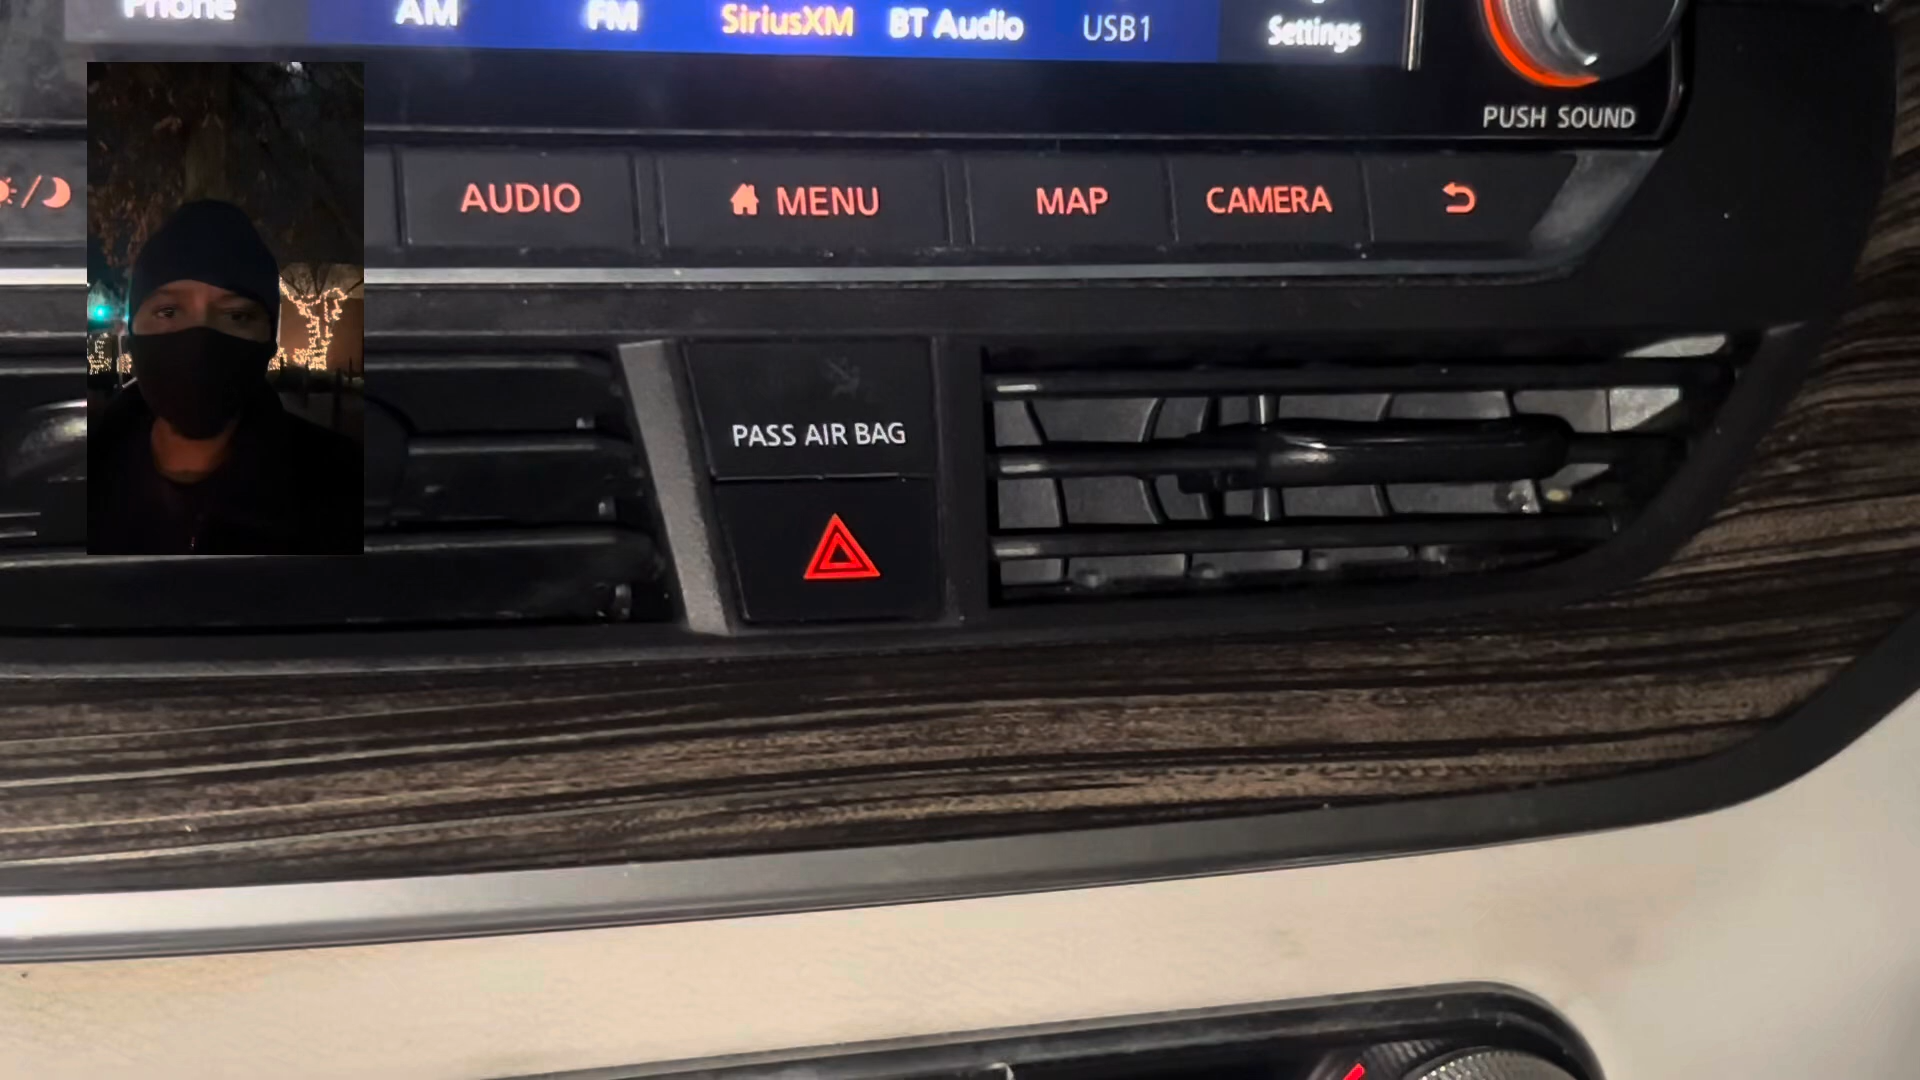 Phone AM FM SiriusXM BT Audio USB1 Settings
PUSH SOUND
AUDIO MENU MAP CAMERA
PASS AIR BAG